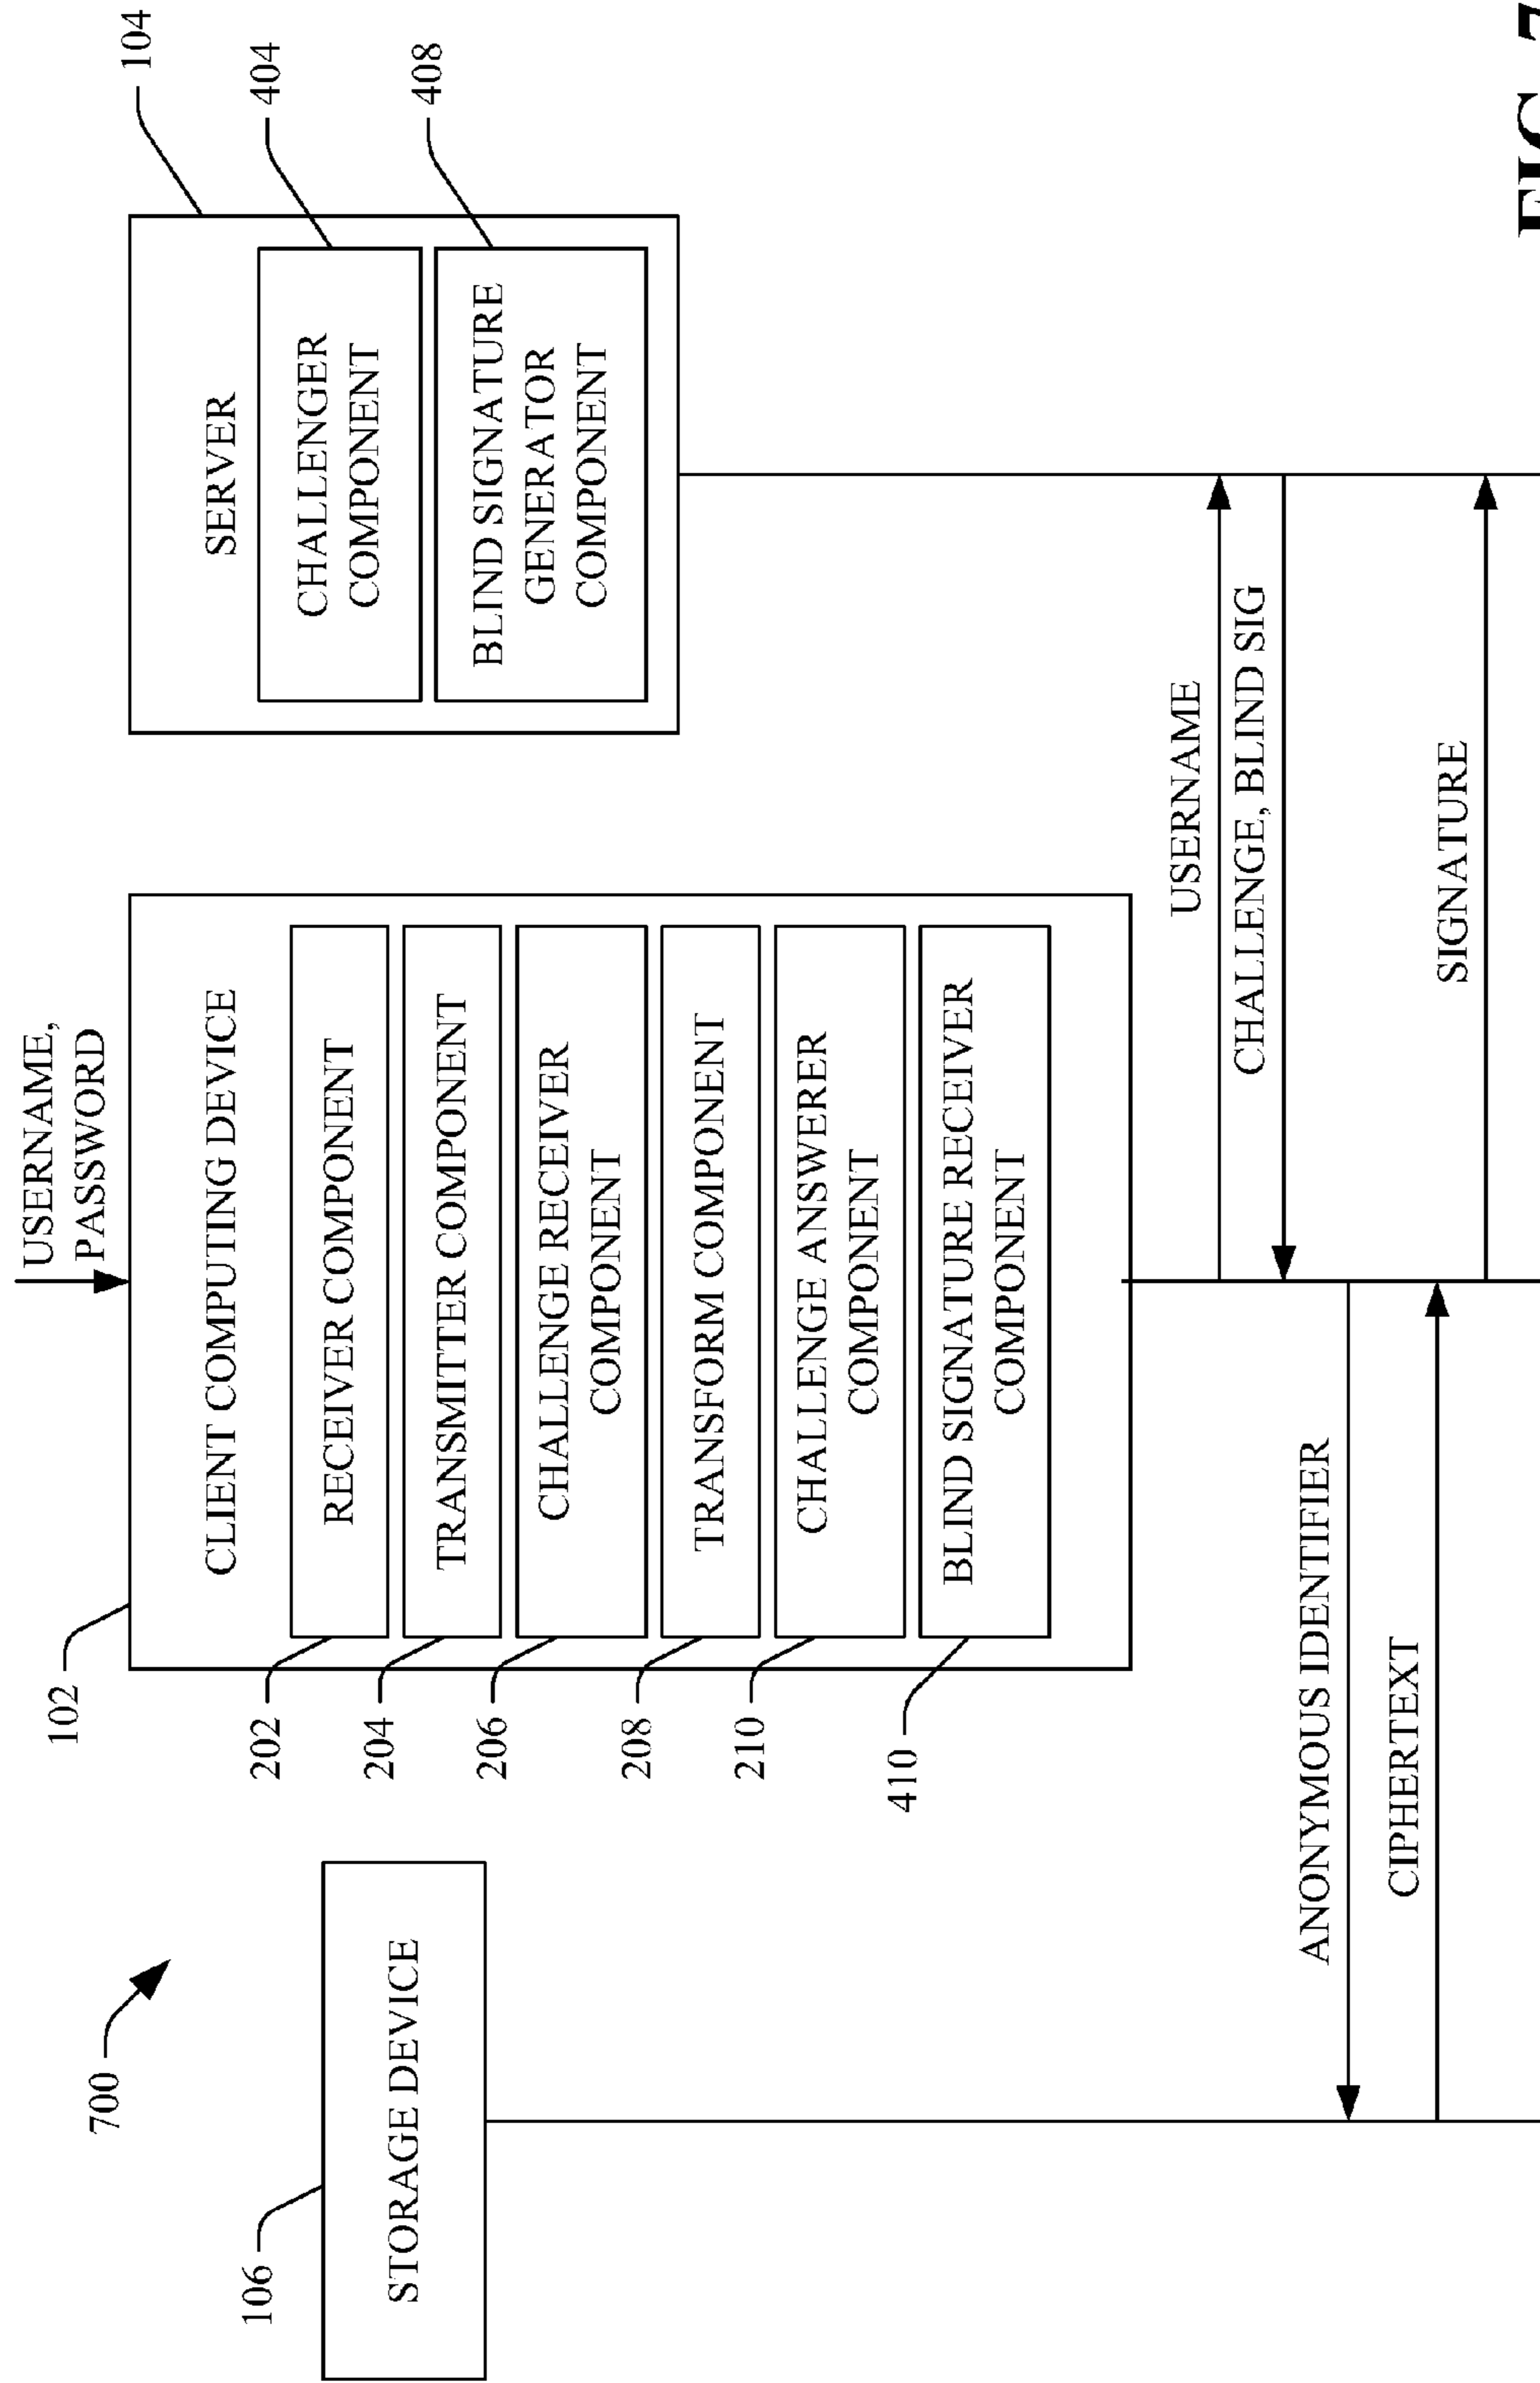 700
USERNAME,
PASSWORD
102
106
STORAGE DEVICE
CLIENT COMPUTING DEVICE
202
RECEIVER COMPONENT
204
TRANSMITTER COMPONENT
206
CHALLENGE RECEIVER
COMPONENT
208
TRANSFORM COMPONENT
210
CHALLENGE ANSWERER
COMPONENT
410
BLIND SIGNATURE RECEIVER
COMPONENT
104
SERVER
404
CHALLENGER
COMPONENT
408
BLIND SIGNATURE
GENERATOR
COMPONENT
USERNAME
CHALLENGE, BLIND SIG
ANONYMOUS IDENTIFIER
CIPHERTEXT
SIGNATURE
FIG. 7